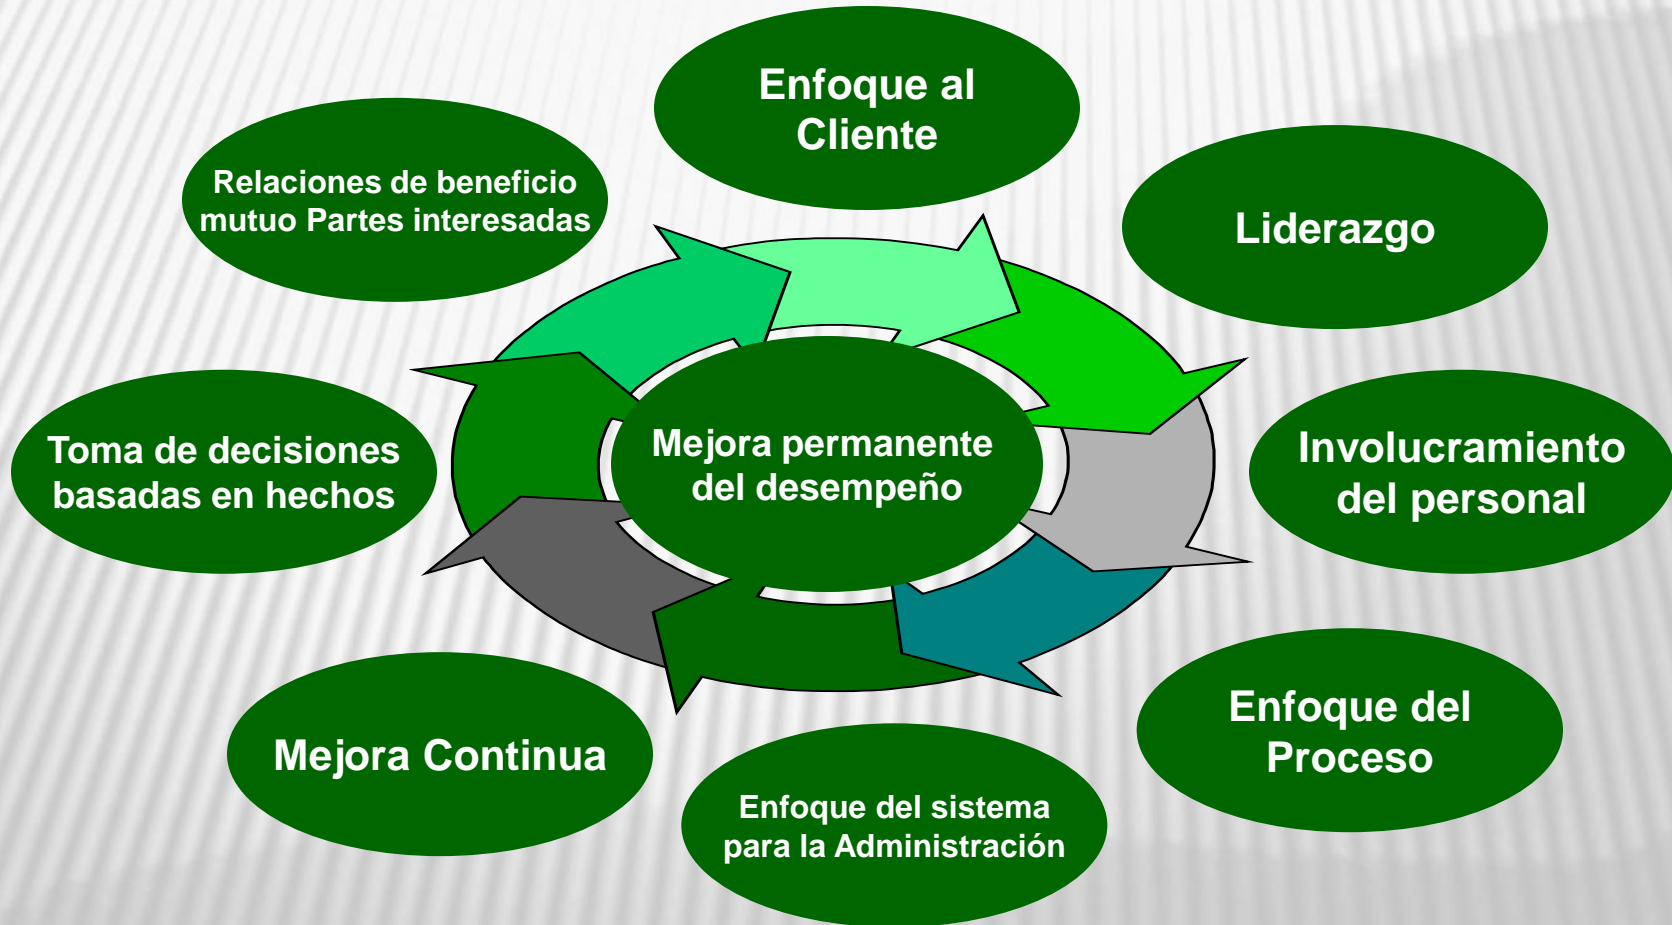 Enfoque al
Cliente
Relaciones de beneficio
mutuo Partes interesadas
Liderazgo
Toma de decisiones
basadas en hechos
Mejora permanente
del desempeño
Involucramiento
del personal
Mejora Continua
Enfoque del sistema
para la Administración
Enfoque del
Proceso